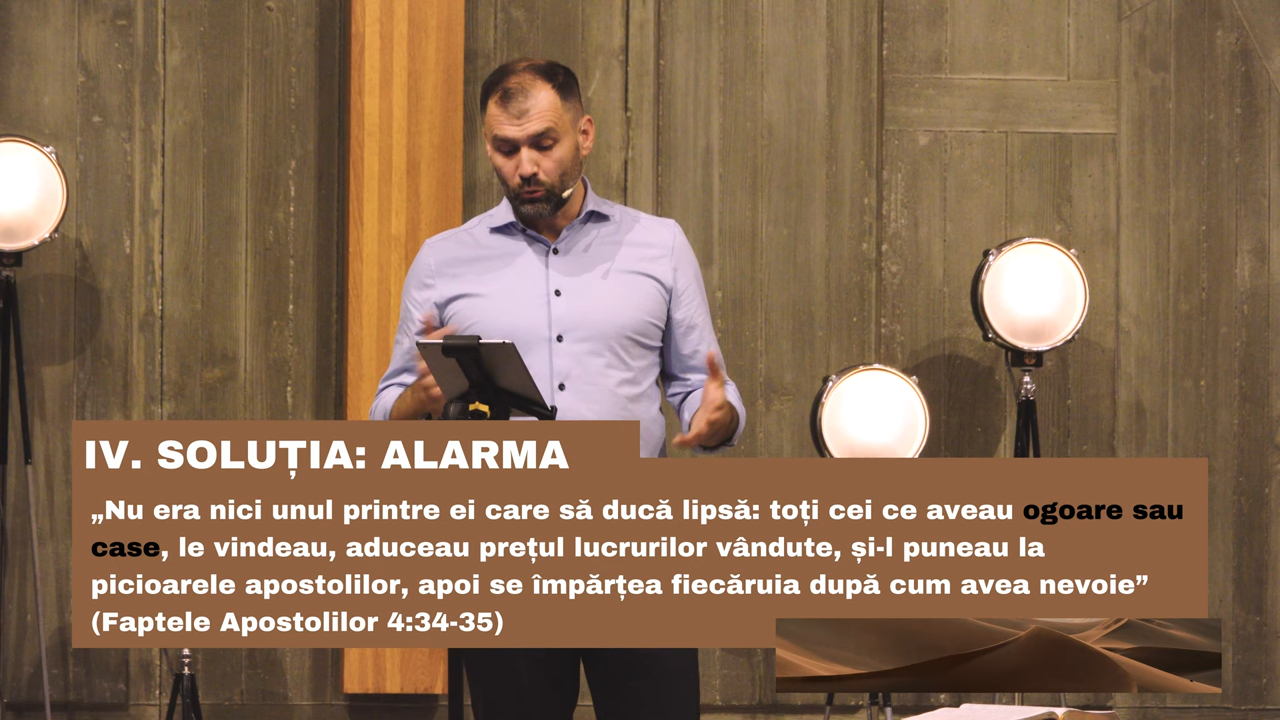 IV. SOLUȚIA: ALARMA
„Nu era nici unul printre ei care să ducă lipsă: toți cei ce aveau ogoare sau
case, le vindeau, aduceau prețul lucrurilor vândute, și-l puneau la
picioarele apostolilor, apoi se împărțea fiecăruia după cum avea nevoie”
(Faptele Apostolilor 4:34-35)